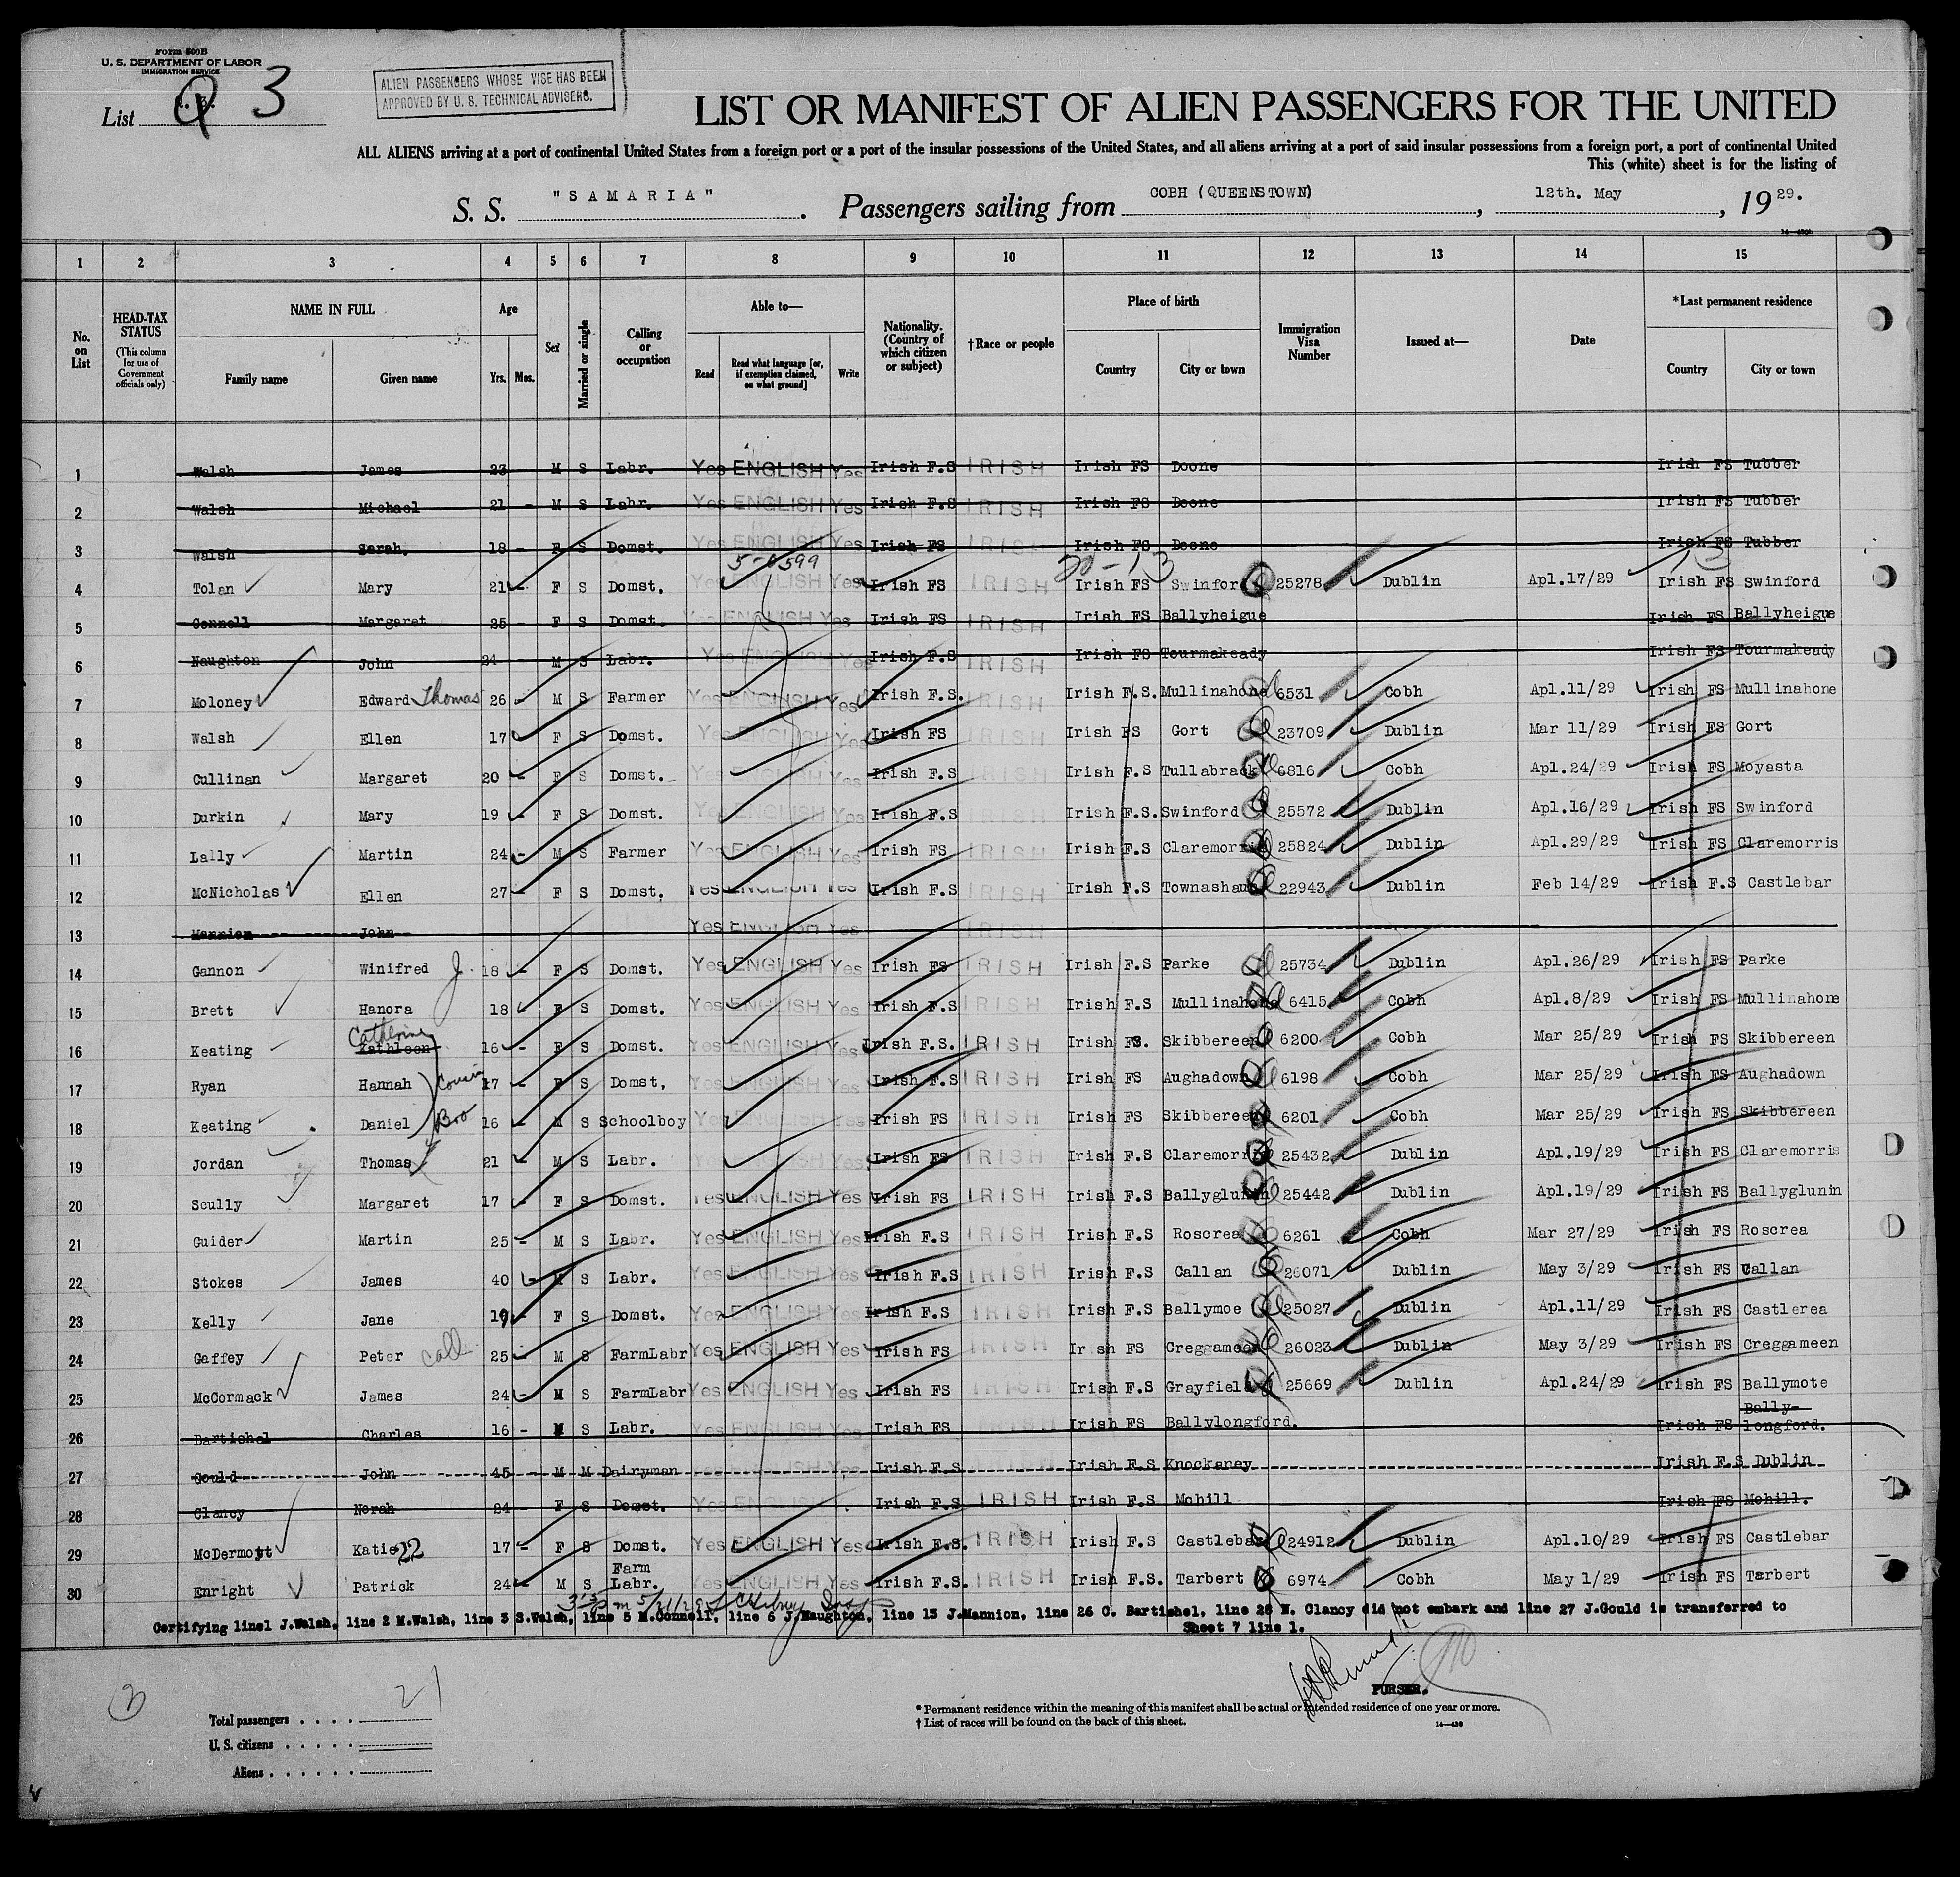 Form 500B
U. S. DEPARTMENT OF LABOR
IMMIGRATION SERVICE
List 3
ALIEN PASSENGERS WHOSE VISE HAS BEEN
APPROVED BY U. S. TECHNICAL ADVISERS.
LIST OR MANIFEST OF ALIEN PASSENGERS FOR THE UNITED
ALL ALIENS arriving at a port of continental United States from a foreign port or a port of the insular possessions of the United States, and all aliens arriving at a port of said insular possessions from a foreign port, a port of continental United
This (white) sheet is for the listing of
S. S. "SAMARIA". Passengers sailing from COBH (QUEENSTOWN), 12th. May, 1929.
1 2 3 4 5 6 7 8 9 10 11 12 13 14 15
No. on List
HEAD-TAX STATUS (This column for use of Government officials only)
NAME IN FULL Family name Given name
Age Yrs. Mos.
Sex
Married or single
Calling or occupation
Able to— Read Read what language [or, if exemption claimed, on what ground] Write
Nationality. (Country of which citizen or subject)
†Race or people
Place of birth Country City or town
Immigration Visa Number
Issued at—
Date
*Last permanent residence Country City or town
1 Walsh James 23 M S Labr. Yes ENGLISH Yes Irish F.S IRISH Irish FS Doone Irish FS Tubber
2 Walsh Michael 21 - M S Labr. Yes ENGLISH Yes Irish F.S IRISH Irish FS Doone Irish FS Tubber
3 Walsh Sarah. 18 - F S Domst. Yes ENGLISH Yes Irish FS IRISH Irish FS Doone Irish FS Tubber
4 Tolan Mary 21 - F S Domst, Yes ENGLISH Yes Irish FS IRISH Irish FS Swinford 25278 Dublin Apl.17/29 Irish FS Swinford
5 Connell Margaret 25 - F S Domst. ENGLISH Yes Irish FS IRISH Irish FS Ballyheigue Irish FS Ballyheigue
6 Naughton John 24 M S Labr. Yes ENGLISH Yes Irish F.S IRISH Irish FS Tourmakeady Irish FS Tourmakeady
7 Moloney Edward Thomas 26 - M S Farmer Yes ENGLISH Yes Irish F.S. IRISH Irish F.S. Mullinahone 6531 Cobh Apl.11/29 Irish FS Mullinahone
8 Walsh Ellen 17 F S Domst. Yes ENGLISH Yes Irish FS IRISH Irish FS Gort 23709 Dublin Mar 11/29 Irish FS Gort
9 Cullinan Margaret 20 - F S Domst. Yes ENGLISH Yes Irish F.S IRISH Irish F.S Tullabrack 6816 Cobh Apl.24/29 Irish FS Moyasta
10 Durkin Mary 19 - F S Domst. Yes ENGLISH Yes Irish F.S IRISH Irish F.S. Swinford 25572 Dublin Apl.16/29 Irish FS Swinford
11 Lally Martin 24 - M S Farmer Yes ENGLISH Yes Irish FS IRISH Irish F.S Claremorris 25824 Dublin Apl.29/29 Irish FS Claremorris
12 McNicholas Ellen 27 - F S Domst, Yes ENGLISH Yes Irish F.S IRISH Irish F.S 22943 Dublin Feb 14/29 Irish F.S Castlebar
13 Mannion John Yes ENGLISH Yes IRISH
14 Gannon Winifred J. 18 - F S Domst. Yes ENGLISH Yes Irish FS IRISH Irish F.S Parke 25734 Dublin Apl.26/29 Irish FS Parke
15 Brett Hanora 18 F S Domst. Yes ENGLISH Yes Irish F.S IRISH Irish F.S Mullinahone 6415 Cobh Apl.8/29 Irish FS Mullinahone
16 Keating Catherine Kathleen 16 - F S Domst. Yes ENGLISH Yes Irish F.S. IRISH Irish FS. Skibbereen 6200 Cobh Mar 25/29 Irish FS Skibbereen
17 Ryan Hannah Cousin 17 - F S Domst, Yes ENGLISH Yes Irish F.S IRISH Irish FS Aughadown 6198 Cobh Mar 25/29 Irish FS Aughadown
18 Keating Daniel Bro 16 - M S Schoolboy Yes ENGLISH Yes Irish FS IRISH Irish FS Skibbereen 6201 Cobh Mar 25/29 Irish FS Skibbereen
19 Jordan Thomas 21 M S Labr. Yes ENGLISH Yes Irish FS IRISH Irish F.S Claremorris 25432 Dublin Apl.19/29 Irish FS Claremorris
20 Scully Margaret 17 - F S Domst. Yes ENGLISH Yes Irish FS IRISH Irish F.S Ballyglunin 25442 Dublin Apl.19/29 Irish FS Ballyglunin
21 Guider Martin 25 - M S Labr. Yes ENGLISH Yes Irish F.S IRISH Irish F.S Roscrea 6261 Cobh Mar 27/29 Irish FS Roscrea
22 Stokes James 40 - M S Labr. Yes ENGLISH Yes Irish F.S IRISH Irish F.S Callan 26071 Dublin May 3/29 Irish FS Callan
23 Kelly Jane 19 F S Domst. Yes ENGLISH Yes Irish F.S IRISH Irish F.S Ballymoe 25027 Dublin Apl.11/29 Irish FS Castlerea
24 Gaffey Peter call 25 - M S FarmLabr Yes ENGLISH Yes Irish FS IRISH Irish FS Creggameen 26023 Dublin May 3/29 Irish FS Creggameen
25 McCormack James 24 - M S FarmLabr Yes ENGLISH Yes Irish FS IRISH Irish F.S Grayfield 25669 Dublin Apl.24/29 Irish FS Ballymote
26 Bartishel Charles 16 - M S Labr. Yes ENGLISH Yes Irish FS IRISH Irish FS Ballylongford. Irish FS Bally-longford.
27 Gould John 45 - M M Dairyman Yes Irish F.S Irish F.S Knockaney Irish F.S Dublin
28 Clancy Norah 24 F S Domst. Yes ENGLISH Irish F.S IRISH Irish F.S Mohill Irish FS Mohill.
29 McDermott Katie 22 17 - F S Domst. Yes ENGLISH Yes Irish F.S. IRISH Irish F.S Castlebar 24912 Dublin Apl.10/29 Irish FS Castlebar
30 Enright Patrick 24 - M S Farm Labr. Yes ENGLISH Yes Irish F.S. IRISH Irish F.S. Tarbert 6974 Cobh May 1/29 Irish FS Tarbert
Certifying line1 J.Walsh, line 2 M.Walsh, line 3 S.Walsh, line 5 M.Connell, line 6 J.Naughton, line 13 J.Mannion, line 26 C. Bartishel, line 28 N. Clancy did not embark and line 27 J.Gould is transferred to
Sheet 7 line 1.
PURSER.
21
Total passengers . . . .
U. S. citizens . . . . .
Aliens . . . . . .
* Permanent residence within the meaning of this manifest shall be actual or intended residence of one year or more.
† List of races will be found on the back of this sheet.